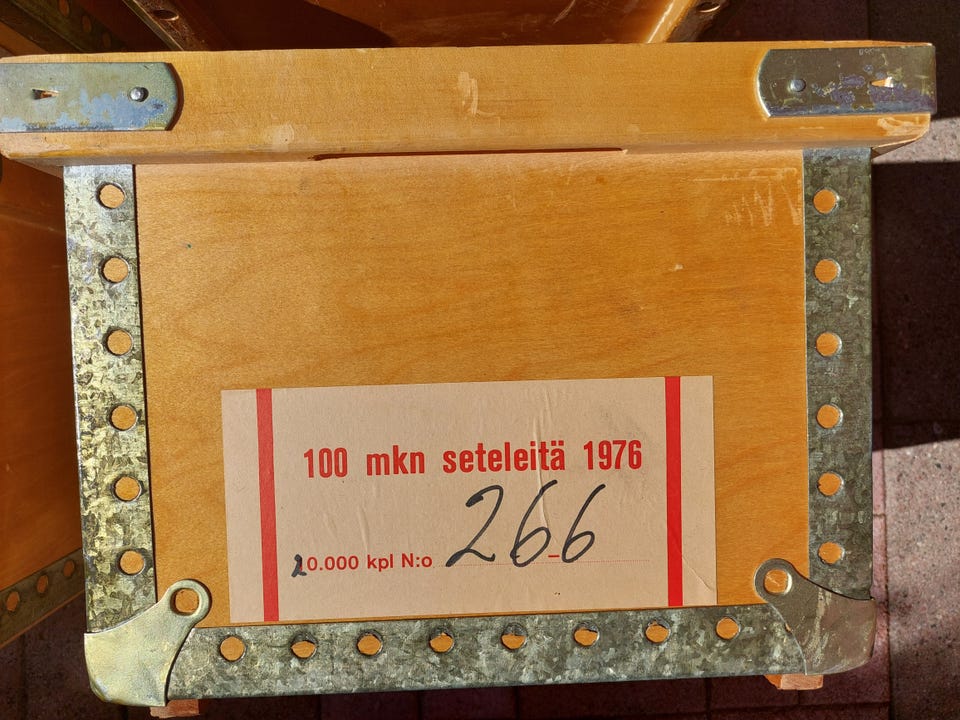 100 mkn seteleitä 1976
20.000 kpl N:o 266